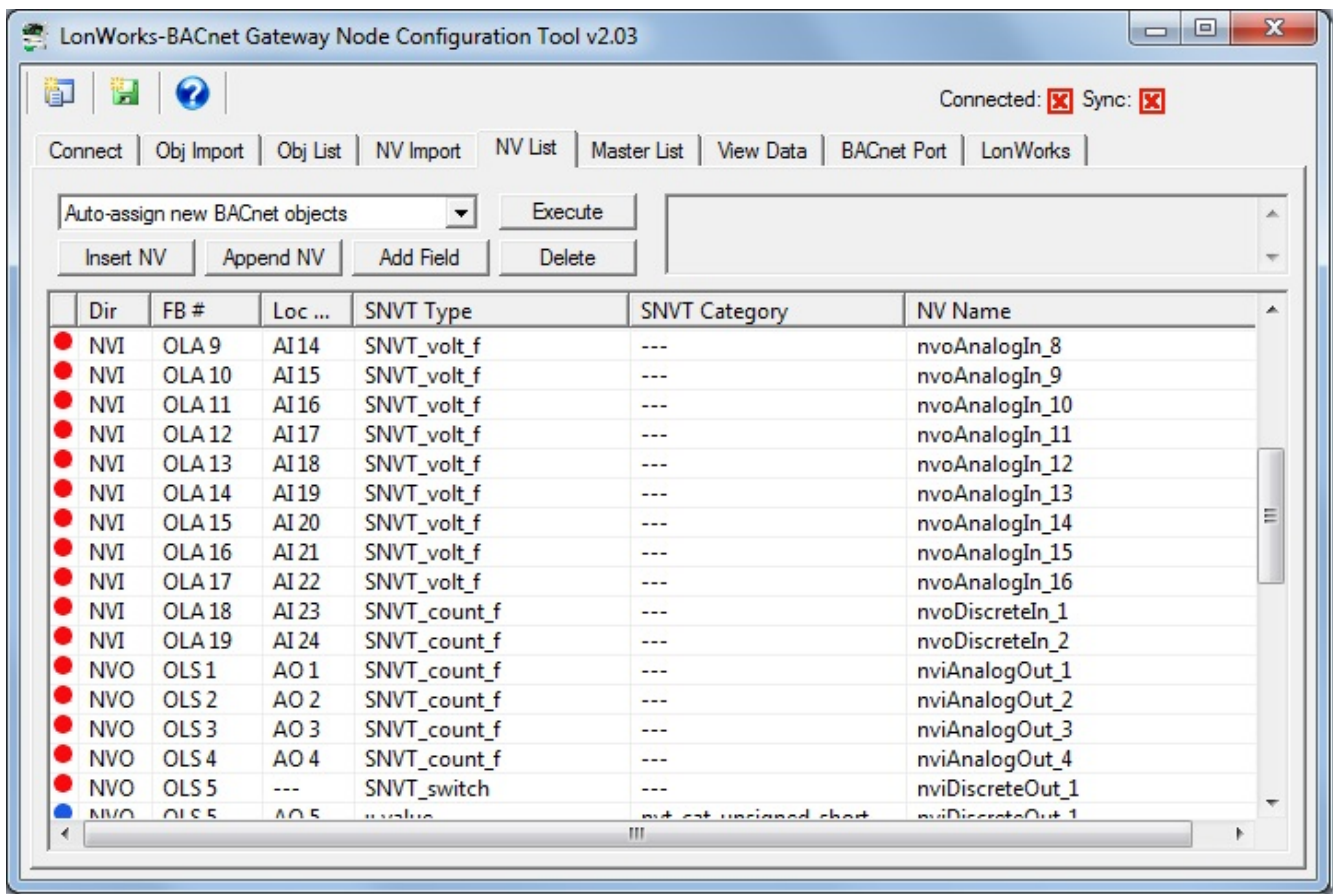 LonWorks-BACnet Gateway Node Configuration Tool v2.03
Connected: Sync:
Connect Obj Import Obj List NV Import NV List Master List View Data BACnet Port LonWorks
Auto-assign new BACnet objects Execute
Insert NV Append NV Add Field Delete
Dir FB # Loc ... SNVT Type SNVT Category NV Name
NVI OLA 9 AI 14 SNVT_volt_f --- nvoAnalogIn_8
NVI OLA 10 AI 15 SNVT_volt_f --- nvoAnalogIn_9
NVI OLA 11 AI 16 SNVT_volt_f --- nvoAnalogIn_10
NVI OLA 12 AI 17 SNVT_volt_f --- nvoAnalogIn_11
NVI OLA 13 AI 18 SNVT_volt_f --- nvoAnalogIn_12
NVI OLA 14 AI 19 SNVT_volt_f --- nvoAnalogIn_13
NVI OLA 15 AI 20 SNVT_volt_f --- nvoAnalogIn_14
NVI OLA 16 AI 21 SNVT_volt_f --- nvoAnalogIn_15
NVI OLA 17 AI 22 SNVT_volt_f --- nvoAnalogIn_16
NVI OLA 18 AI 23 SNVT_count_f --- nvoDiscreteIn_1
NVI OLA 19 AI 24 SNVT_count_f --- nvoDiscreteIn_2
NVO OLS 1 AO 1 SNVT_count_f --- nviAnalogOut_1
NVO OLS 2 AO 2 SNVT_count_f --- nviAnalogOut_2
NVO OLS 3 AO 3 SNVT_count_f --- nviAnalogOut_3
NVO OLS 4 AO 4 SNVT_count_f --- nviAnalogOut_4
NVO OLS 5 --- SNVT_switch --- nviDiscreteOut_1
NVO OLS 5 AO 5 nvt_cat_unsigned_short nviDiscreteOut_1